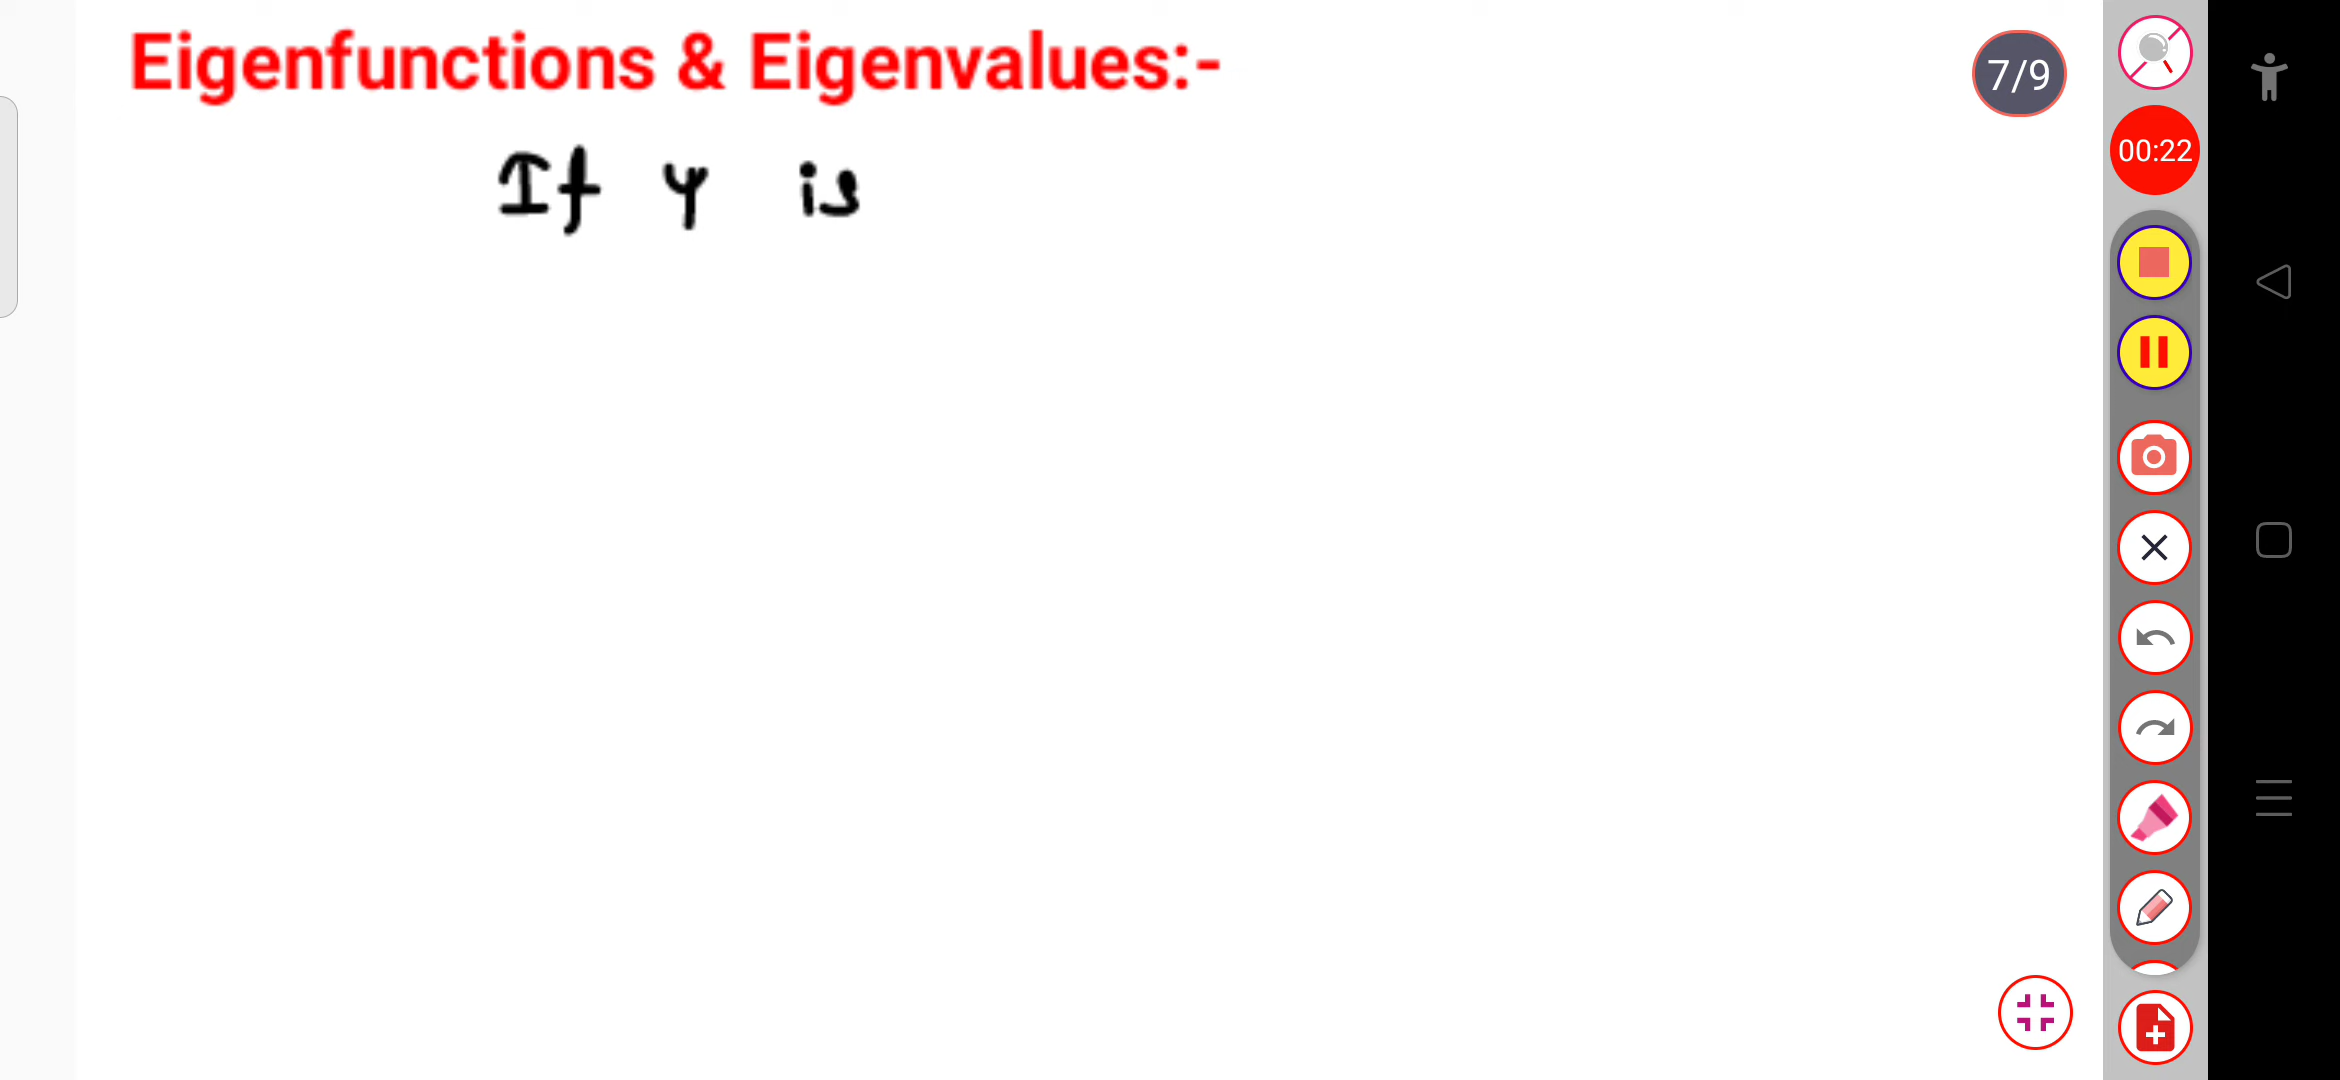 Eigenfunctions & Eigenvalues:-
7/9
00:22
If ψ is